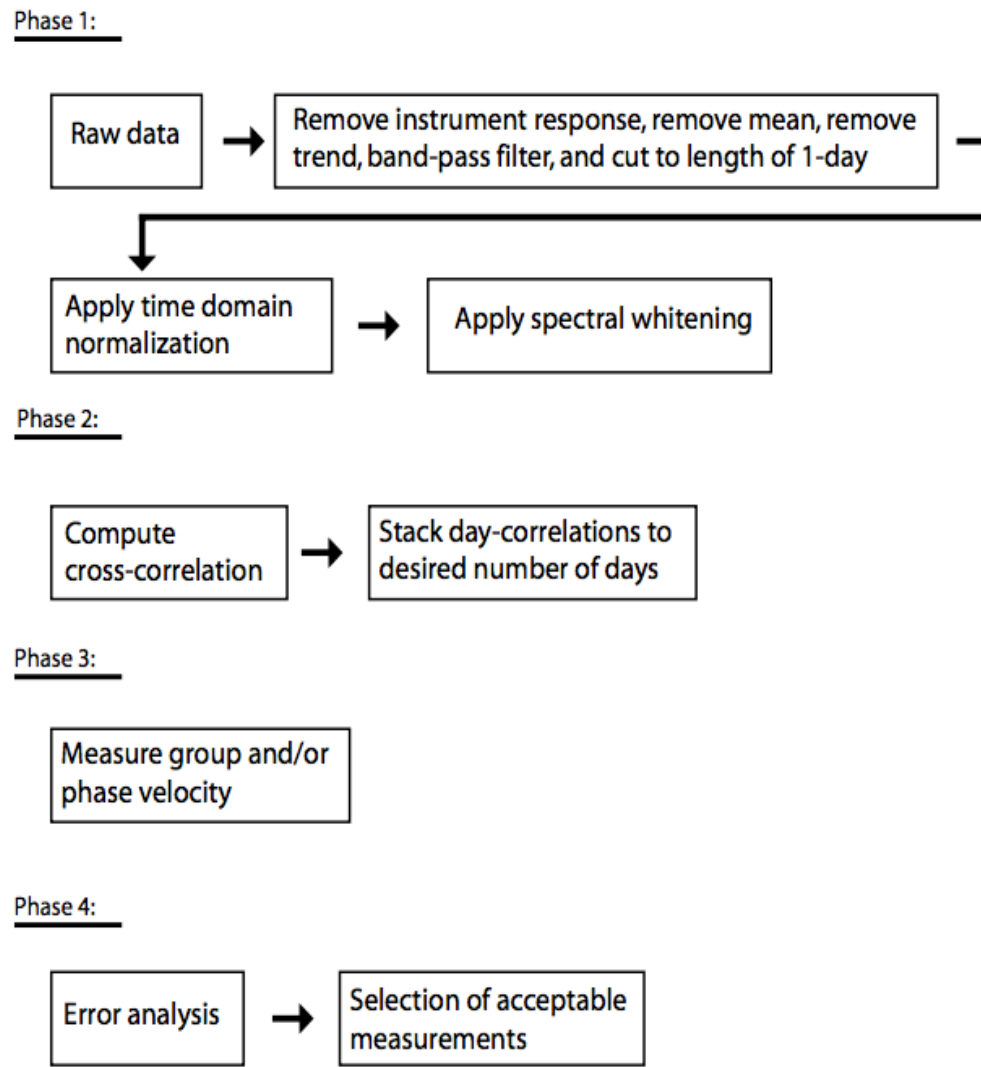 Phase 1:
Raw data
Remove instrument response, remove mean, remove
trend, band-pass filter, and cut to length of 1-day
Apply time domain
normalization
Apply spectral whitening
Phase 2:
Compute
cross-correlation
Stack day-correlations to
desired number of days
Phase 3:
Measure group and/or
phase velocity
Phase 4:
Error analysis
Selection of acceptable
measurements